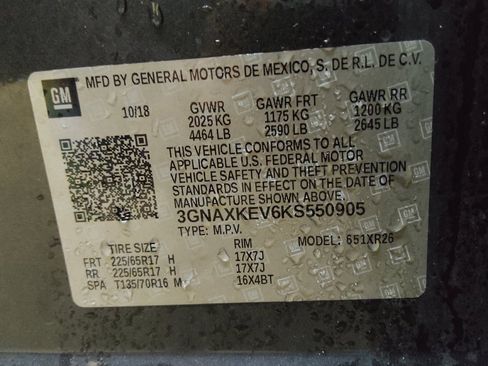 GM
MFD BY GENERAL MOTORS DE MEXICO, S. DE R.L. DE C.V.
10/18 GVWR GAWR FRT GAWR RR
2025 KG 1175 KG 1200 KG
4464 LB 2590 LB 2645 LB
THIS VEHICLE CONFORMS TO ALL
APPLICABLE U.S. FEDERAL MOTOR
VEHICLE SAFETY AND THEFT PREVENTION
STANDARDS IN EFFECT ON THE DATE OF
MANUFACTURE SHOWN ABOVE.
3GNAXKEV6KS550905
TYPE: M.P.V. MODEL: 651XR26
TIRE SIZE RIM
FRT 225/65R17 H 17X7J
RR 225/65R17 H 17X7J
SPA T135/70R16 M 16X4BT